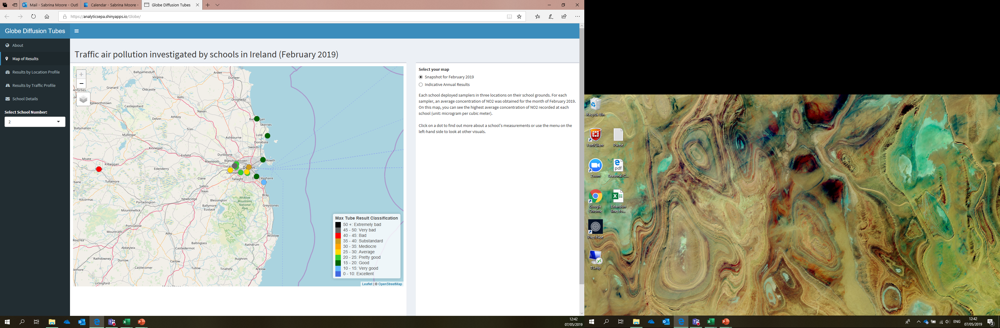 Mail - Sabrina Moore - Outl
Calendar - Sabrina Moore -
Globe Diffusion Tubes
https://analyticsepa.shinyapps.io/Globe/
Globe Diffusion Tubes
About
Map of Results
Results by Location Profile
Results by Traffic Profile
School Details
Select School Number:
2
Traffic air pollution investigated by schools in Ireland (February 2019)
Ballyjamesduff
Ardee
Virginia
Dunleer
Granard
Oldcastle
wnforbes
Kells
Drogheda
dgeworthstown
Castlepollard
Navan
Delvin
Athboy
Skerries
Ballymahon
Trim
Mullingar
Ashbourne
Lusk
Donabate
Kinnegad
Swords
Enfield
Dunboyne
Moate
Maynooth
Blanchardstown
Howth
Kilbeggan
Edenderry
Tallaght
Laoghaire
Clane
Tullamore
Sallins
Naas
Bray
Kilcormac
Portarlington
Newbridge
Blessington
Wicklow
Mountains
National
Park
Ballymore
Eustace
Greystones
Mountmellick
Port Laoise
Mountrath
Athy
Wicklow
Roscrea
Baltinglass
Rathdrum
Abbeyleix
Castledermot
Rathdowney
Durrow
Carlow
Aughrim
Castlecomer
Tullow
Tinahely
Arklow
Urlingford
Max Tube Result Classification
50 +: Extremely bad
45 - 50: Very bad
40 - 45: Bad
35 - 40: Substandard
30 - 35: Mediocre
25 - 30: Average
20 - 25: Pretty good
15 - 20: Good
10 - 15: Very good
0 - 10: Excellent
Leaflet | © OpenStreetMap
Select your map
Snapshot for February 2019
Indicative Annual Results
Each school deployed samplers in three locations on their school grounds. For each
sampler, an average concentration of NO2 was obtained for the month of February 2019.
On this map, you can see the highest average concentration of NO2 recorded at each
school (unit: microgram per cubic meter).
Click on a dot to find out more about a school's measurements or use the menu on the
left-hand side to look at other visuals.
12:42
07/05/2019
Recycle Bin
FortiClient
Pw.txt
Zoom
Seasonal-C...
Google
Chrome
Extension
lines fo...
Prezi Next
TS.rdp
ENG
12:42
07/05/2019
2